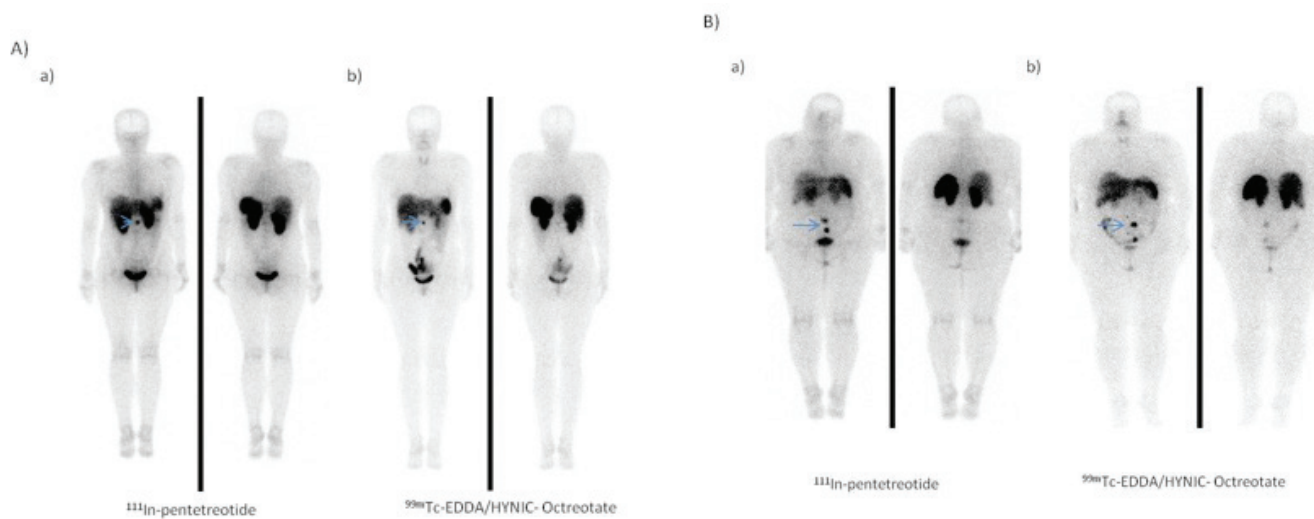 A)
a)
b)
¹¹¹In-pentetreotide
⁹⁹ᵐTc-EDDA/HYNIC- Octreotate
B)
a)
b)
¹¹¹In-pentetreotide
⁹⁹ᵐTc-EDDA/HYNIC- Octreotate